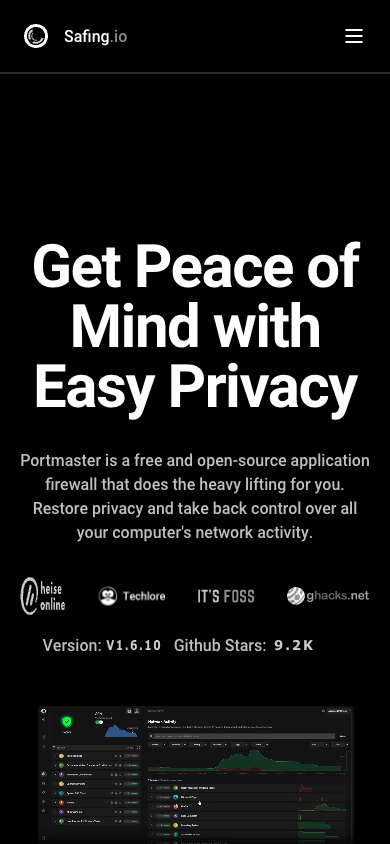 Safing.io
Get Peace of
Mind with
Easy Privacy
Portmaster is a free and open-source application
firewall that does the heavy lifting for you.
Restore privacy and take back control over all
your computer's network activity.
heise
online
Techlore
IT'S FOSS
ghacks.net
Version: v1.6.10 Github Stars: 9.2K
Network Activity